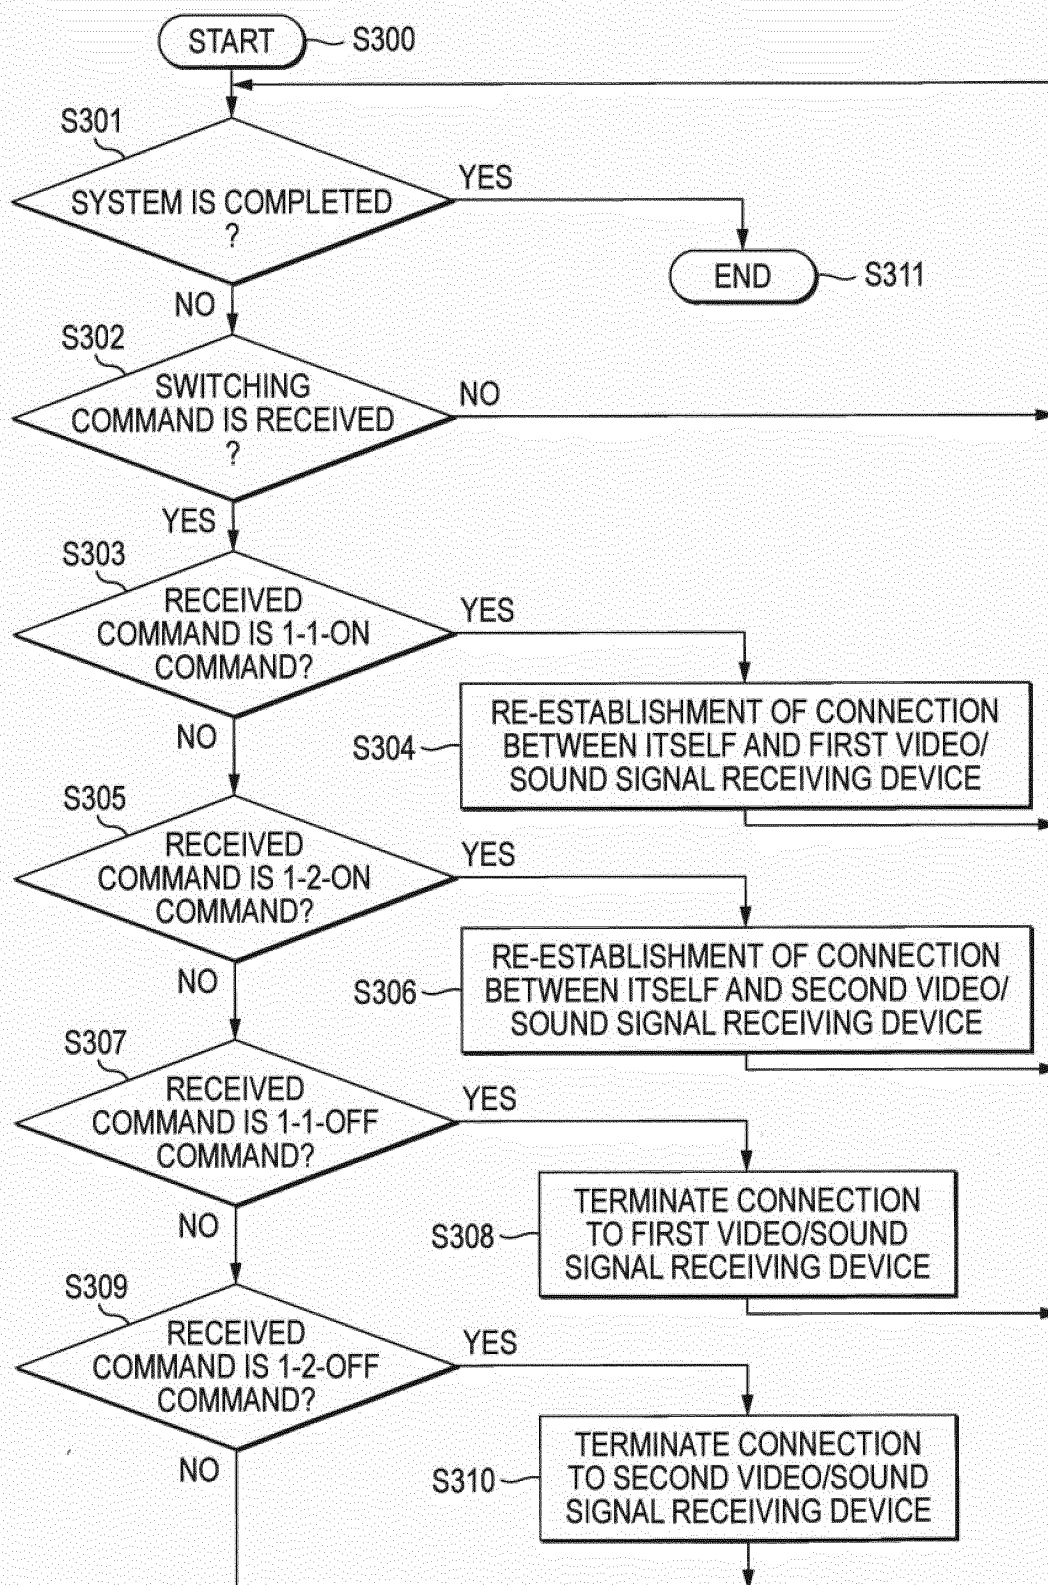 START
S300
S301
SYSTEM IS COMPLETED
?
YES
END
S311
NO
S302
SWITCHING
COMMAND IS RECEIVED
?
NO
YES
S303
RECEIVED
COMMAND IS 1-1-ON
COMMAND?
YES
S304
RE-ESTABLISHMENT OF CONNECTION
BETWEEN ITSELF AND FIRST VIDEO/
SOUND SIGNAL RECEIVING DEVICE
NO
S305
RECEIVED
COMMAND IS 1-2-ON
COMMAND?
YES
S306
RE-ESTABLISHMENT OF CONNECTION
BETWEEN ITSELF AND SECOND VIDEO/
SOUND SIGNAL RECEIVING DEVICE
NO
S307
RECEIVED
COMMAND IS 1-1-OFF
COMMAND?
YES
S308
TERMINATE CONNECTION
TO FIRST VIDEO/SOUND
SIGNAL RECEIVING DEVICE
NO
S309
RECEIVED
COMMAND IS 1-2-OFF
COMMAND?
YES
S310
TERMINATE CONNECTION
TO SECOND VIDEO/SOUND
SIGNAL RECEIVING DEVICE
NO